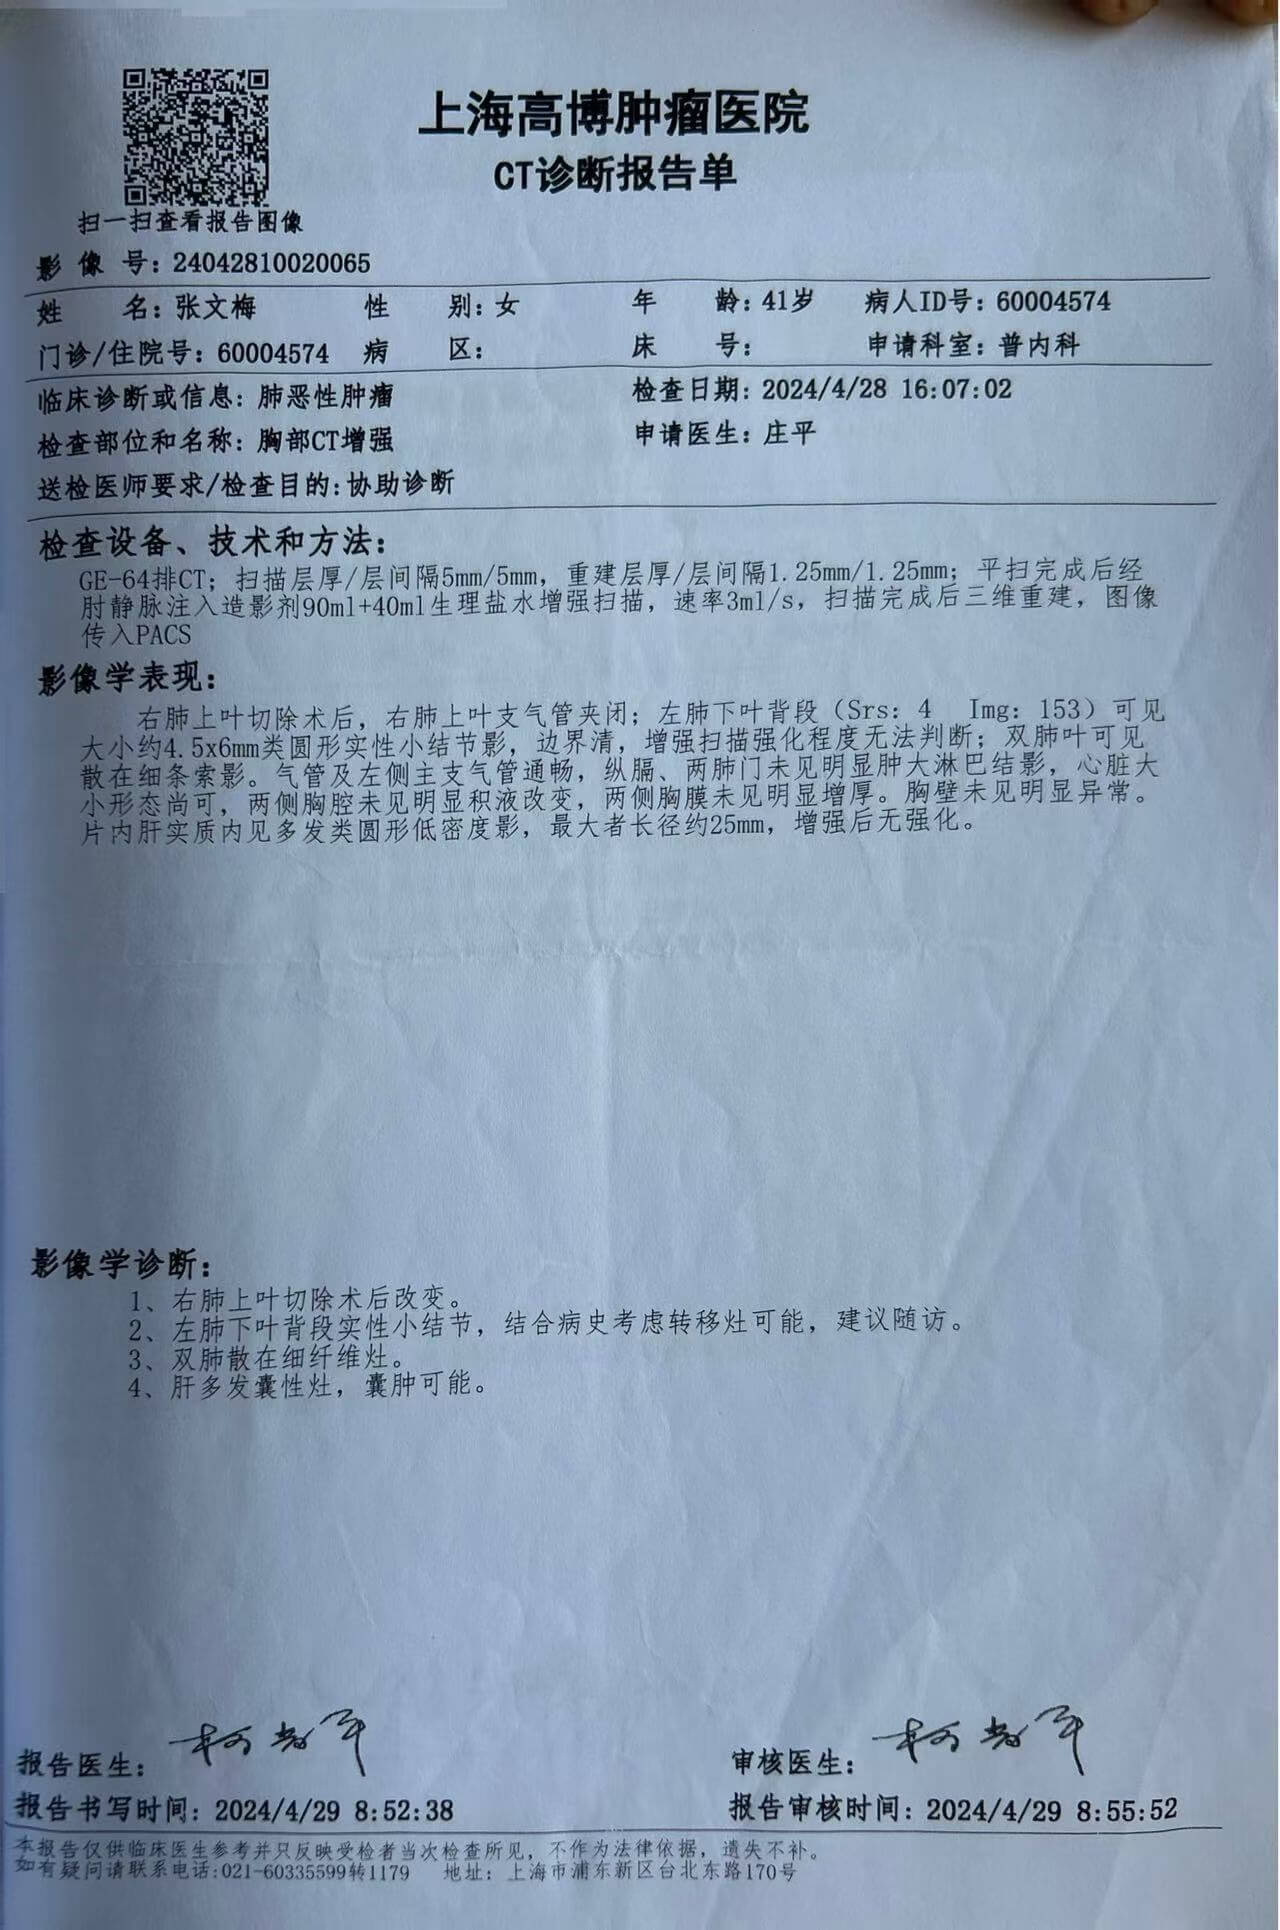 上海高博肿瘤医院
CT诊断报告单
扫一扫查看报告图像
影 像 号：24042810020065
姓 名：张文梅 性 别：女 年 龄：41岁 病人ID号：60004574
门诊/住院号：60004574 病 区： 床 号： 申请科室：普内科
临床诊断或信息：肺恶性肿瘤 检查日期：2024/4/28 16:07:02
检查部位和名称：胸部CT增强 申请医生：庄平
送检医师要求/检查目的：协助诊断
检查设备、技术和方法：
GE-64排CT；扫描层厚/层间隔5mm/5mm，重建层厚/层间隔1.25mm/1.25mm；平扫完成后经
肘静脉注入造影剂90ml+40ml生理盐水增强扫描，速率3ml/s，扫描完成后三维重建，图像
传入PACS
影像学表现：
右肺上叶切除术后，右肺上叶支气管夹闭；左肺下叶背段（Srs：4 Img：153）可见
大小约4.5x6mm类圆形实性小结节影，边界清，增强扫描强化程度无法判断；双肺叶可见
散在细条索影。气管及左侧主支气管通畅，纵膈、两肺门未见明显肿大淋巴结影，心脏大
小形态尚可，两侧胸腔未见明显积液改变，两侧胸膜未见明显增厚。胸壁未见明显异常。
片内肝实质内见多发类圆形低密度影，最大者长径约25mm，增强后无强化。
影像学诊断：
1、右肺上叶切除术后改变。
2、左肺下叶背段实性小结节，结合病史考虑转移灶可能，建议随访。
3、双肺散在细纤维灶。
4、肝多发囊性灶，囊肿可能。
报告医生： 审核医生：
报告书写时间：2024/4/29 8:52:38 报告审核时间：2024/4/29 8:55:52
本报告仅供临床医生参考并只反映受检者当次检查所见，不作为法律依据，遗失不补。
如有疑问请联系电话:021-60335599转1179 地址：上海市浦东新区台北东路170号